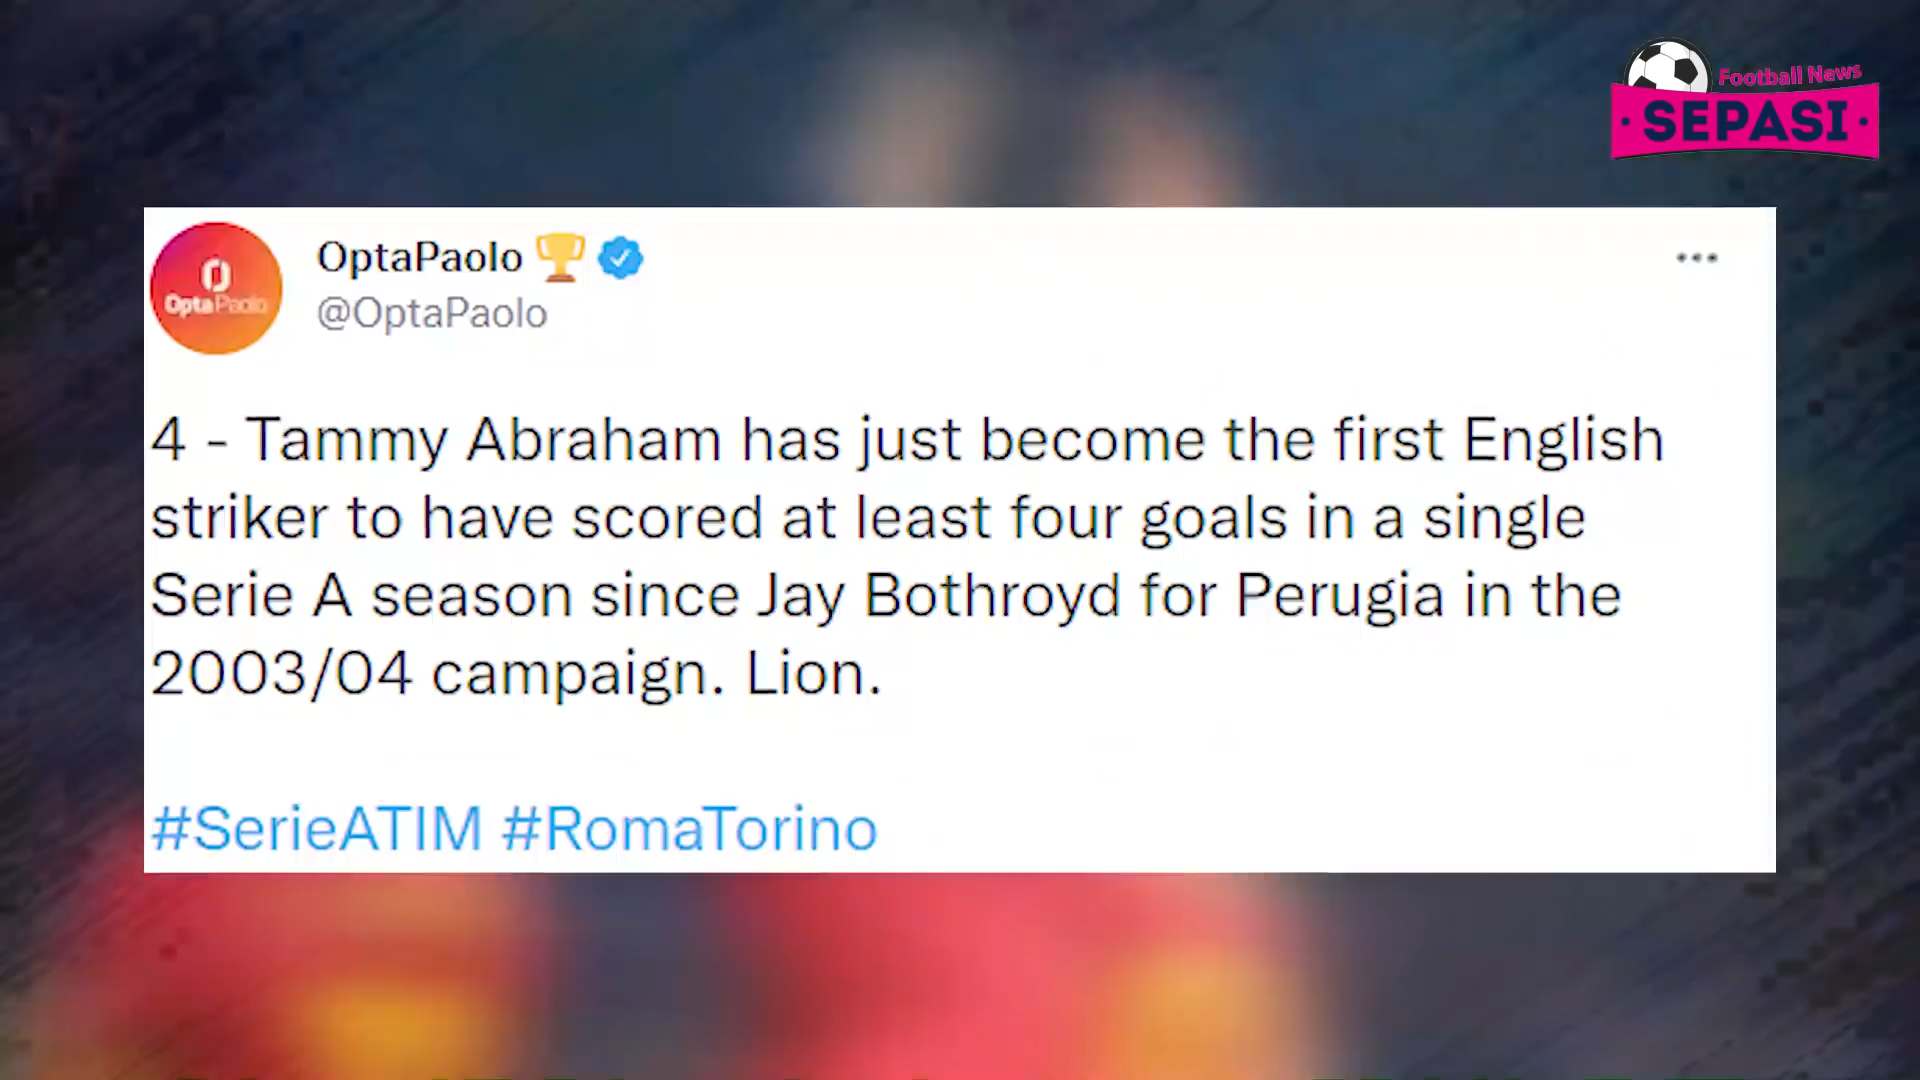 Football News
SEPASI
OptaPaolo 🏆
@OptaPaolo
Opta Paolo
4 - Tammy Abraham has just become the first English
striker to have scored at least four goals in a single
Serie A season since Jay Bothroyd for Perugia in the
2003/04 campaign. Lion.
#SerieATIM #RomaTorino